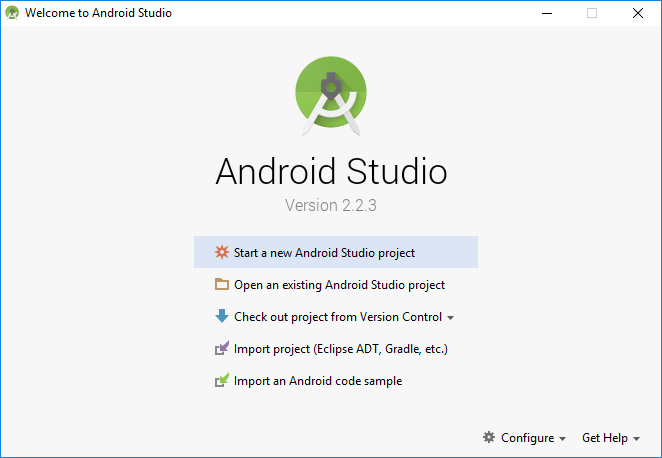 Welcome to Android Studio
Android Studio
Version 2.2.3
Start a new Android Studio project
Open an existing Android Studio project
Check out project from Version Control
Import project (Eclipse ADT, Gradle, etc.)
Import an Android code sample
Configure Get Help